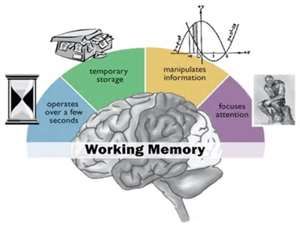 temporary
storage
manipulates
information
operates
over a few
seconds
focuses
attention
Working Memory